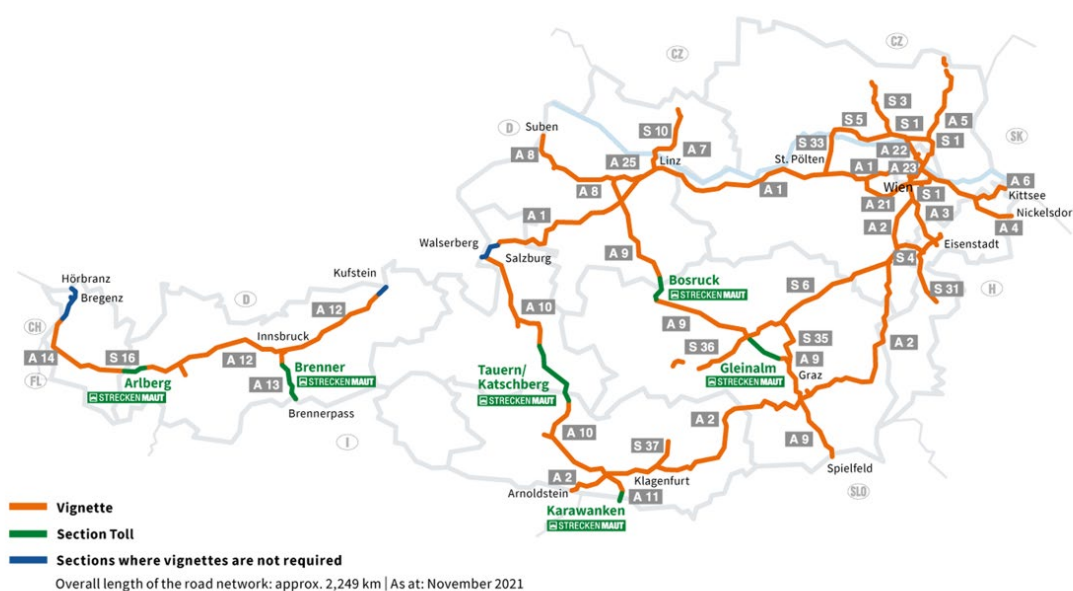 CZ
CZ
D
Suben
A 8
A 25
S 10
A 7
Linz
A 8
A 1
A 1
St. Pölten
S 33
S 5
S 3
S 1
A 5
S 1
A 22
A 23
A 1
Wien
A 21
S 1
A 2
A 3
SK
A 6
Kittsee
Nickelsdor
A 4
Eisenstadt
S 4
S 31
H
Walserberg
Salzburg
A 9
Bosruck
STRECKENMAUT
S 6
A 10
A 9
S 36
S 35
A 9
Gleinalm
STRECKENMAUT
Graz
A 2
Hörbranz
Bregenz
D
Kufstein
CH
A 12
Innsbruck
A 14
S 16
A 12
FL
Arlberg
STRECKENMAUT
Brenner
STRECKENMAUT
A 13
Brennerpass
I
Tauern/
Katschberg
STRECKENMAUT
A 10
S 37
A 2
A 9
Spielfeld
SLO
A 2
Arnoldstein
Klagenfurt
A 11
Karawanken
STRECKENMAUT
Vignette
Section Toll
Sections where vignettes are not required
Overall length of the road network: approx. 2,249 km | As at: November 2021